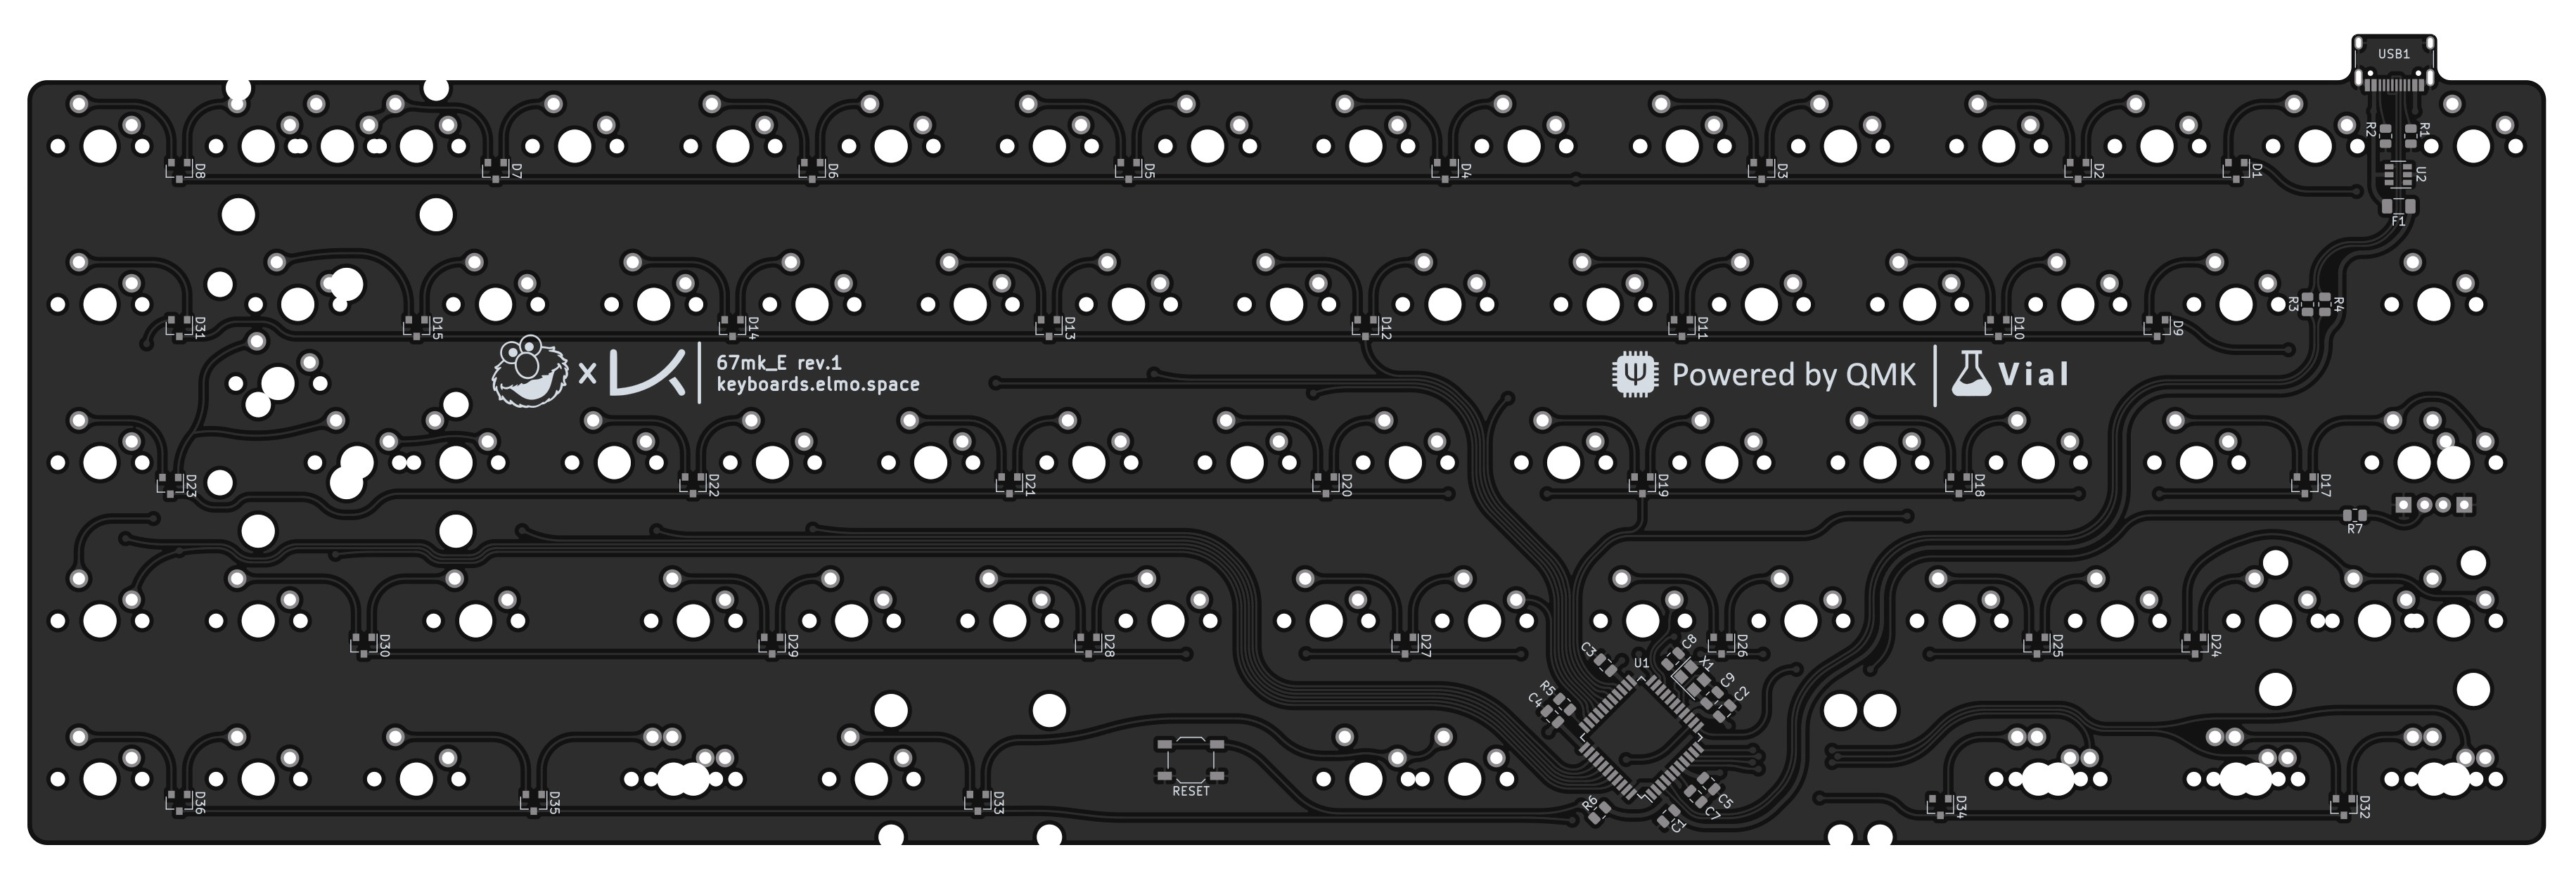 USB1
R2
R1
D8
D7
D6
D5
D4
D3
D2
D1
U2
F1
D31
D15
D14
D13
D12
D11
D10
D9
R3
R4
x
67mk_E rev.1
keyboards.elmo.space
Powered by QMK
Vial
D23
D22
D21
D20
D19
D18
D17
R7
D30
D29
D28
D27
D26
D25
D24
C3
U1
C8
X1
C9
C2
R5
C4
RESET
D36
D35
D33
R6
C1
C5
C7
D34
D32